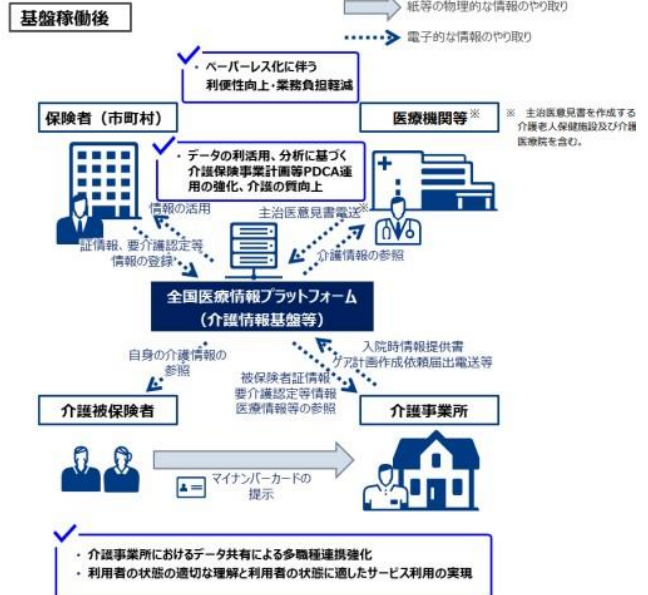 基盤稼働後
紙等の物理的な情報のやり取り
電子的な情報のやり取り
・ ペーパーレス化に伴う
利便性向上・業務負担軽減
保険者（市町村）
医療機関等※
※ 主治医意見書を作成する
介護老人保健施設及び介護
医療院を含む。
・ データの利活用、分析に基づく
介護保険事業計画等PDCA運
用の強化、介護の質向上
情報の活用
主治医意見書電送※
証情報、要介護認定等
情報の登録
介護情報の参照
全国医療情報プラットフォーム
（介護情報基盤等）
自身の介護情報の
参照
入院時情報提供書
ケア計画作成依頼届出電送等
被保険者証情報
要介護認定等情報
医療情報等の参照
介護被保険者
介護事業所
マイナンバーカードの
提示
・ 介護事業所におけるデータ共有による多職種連携強化
・ 利用者の状態の適切な理解と利用者の状態に適したサービス利用の実現